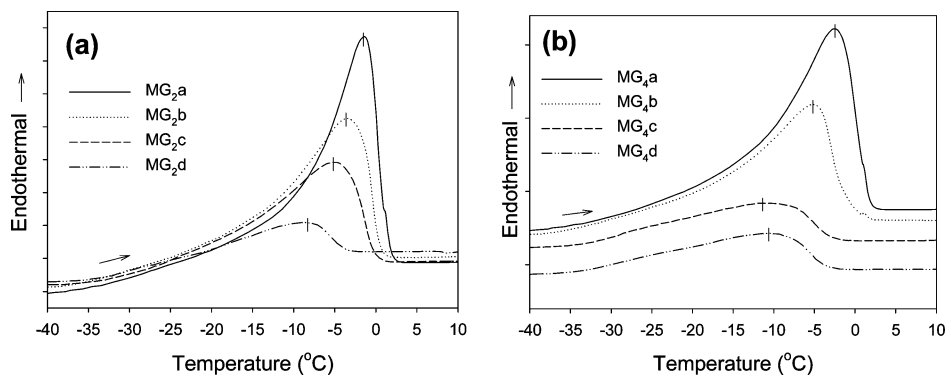 (a)
MG₂a
MG₂b
MG₂c
MG₂d
Endothermal
-40 -35 -30 -25 -20 -15 -10 -5 0 5 10
Temperature (°C)
(b)
MG₄a
MG₄b
MG₄c
MG₄d
Endothermal
-40 -35 -30 -25 -20 -15 -10 -5 0 5 10
Temperature (°C)